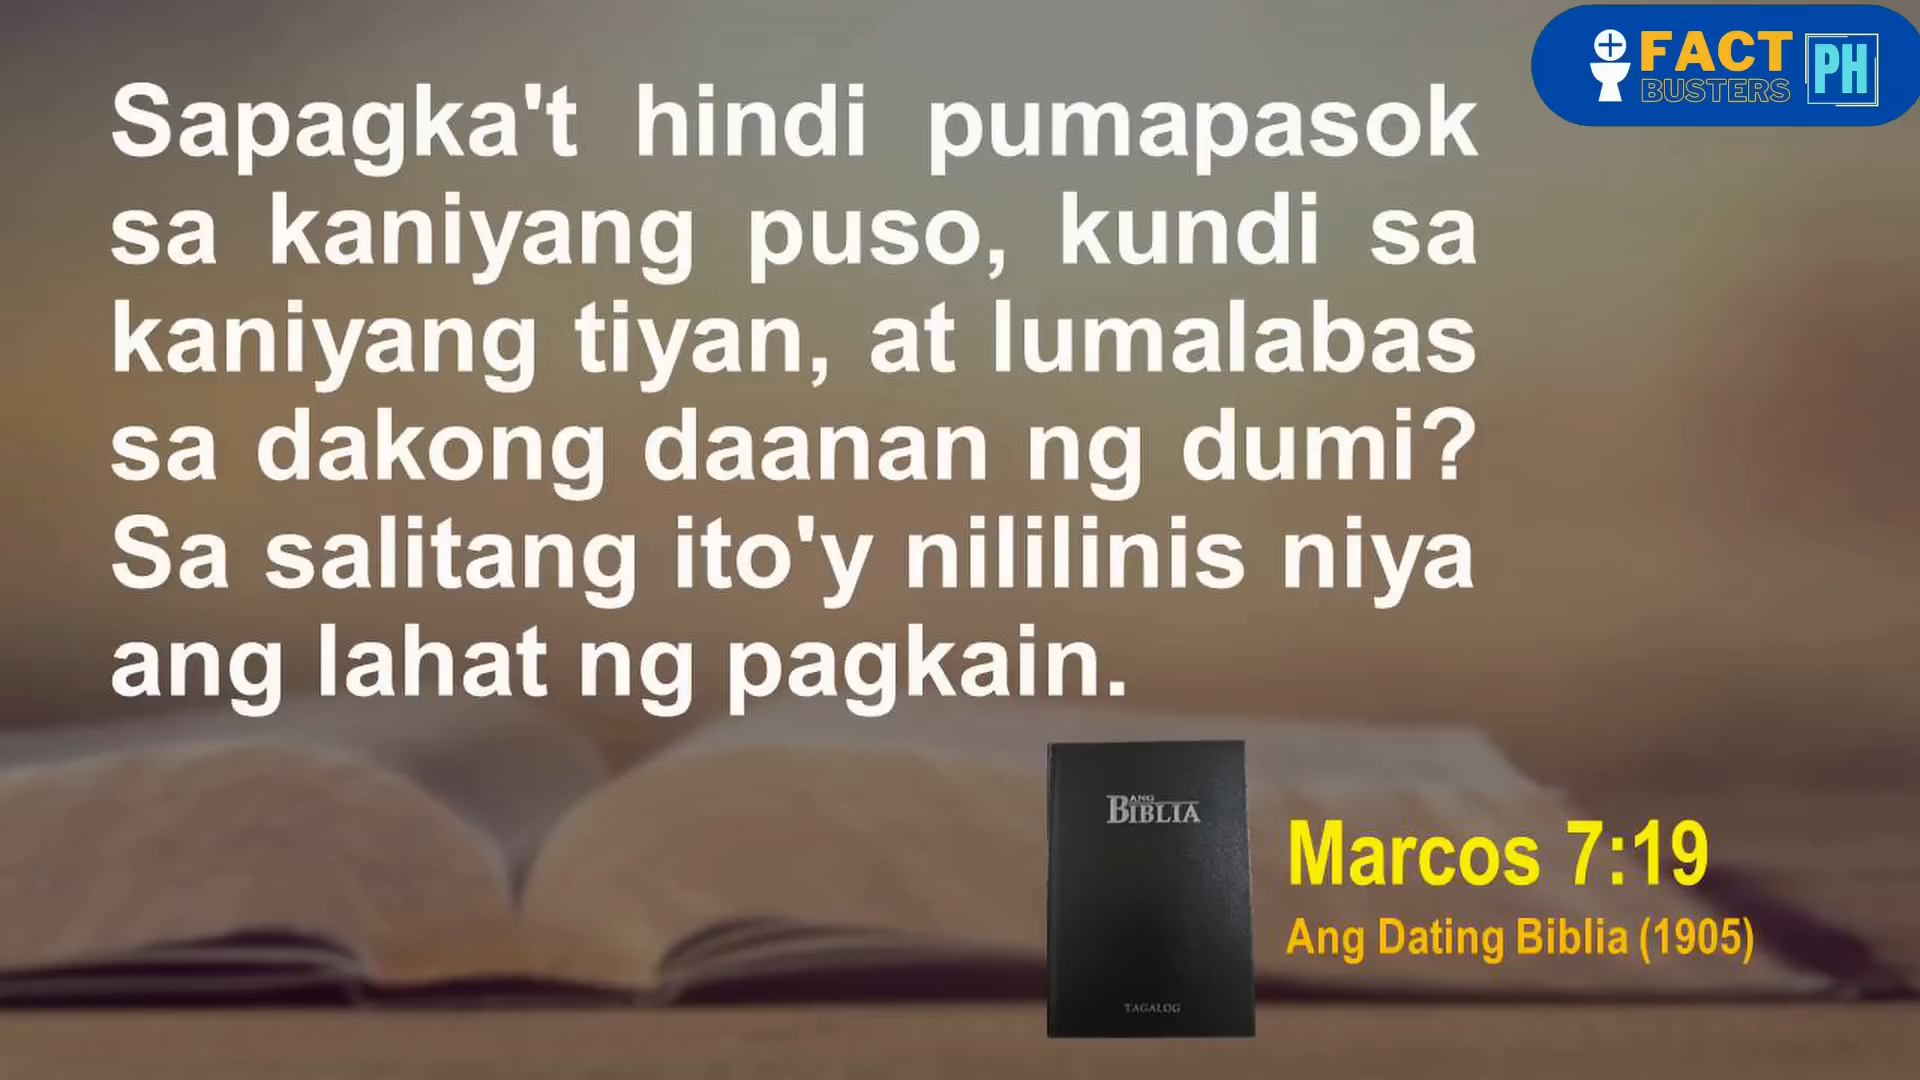 FACT
BUSTERS
PH
Sapagka't hindi pumapasok
sa kaniyang puso, kundi sa
kaniyang tiyan, at lumalabas
sa dakong daanan ng dumi?
Sa salitang ito'y nililinis niya
ang lahat ng pagkain.
ANG
BIBLIA
TAGALOG
Marcos 7:19
Ang Dating Biblia (1905)